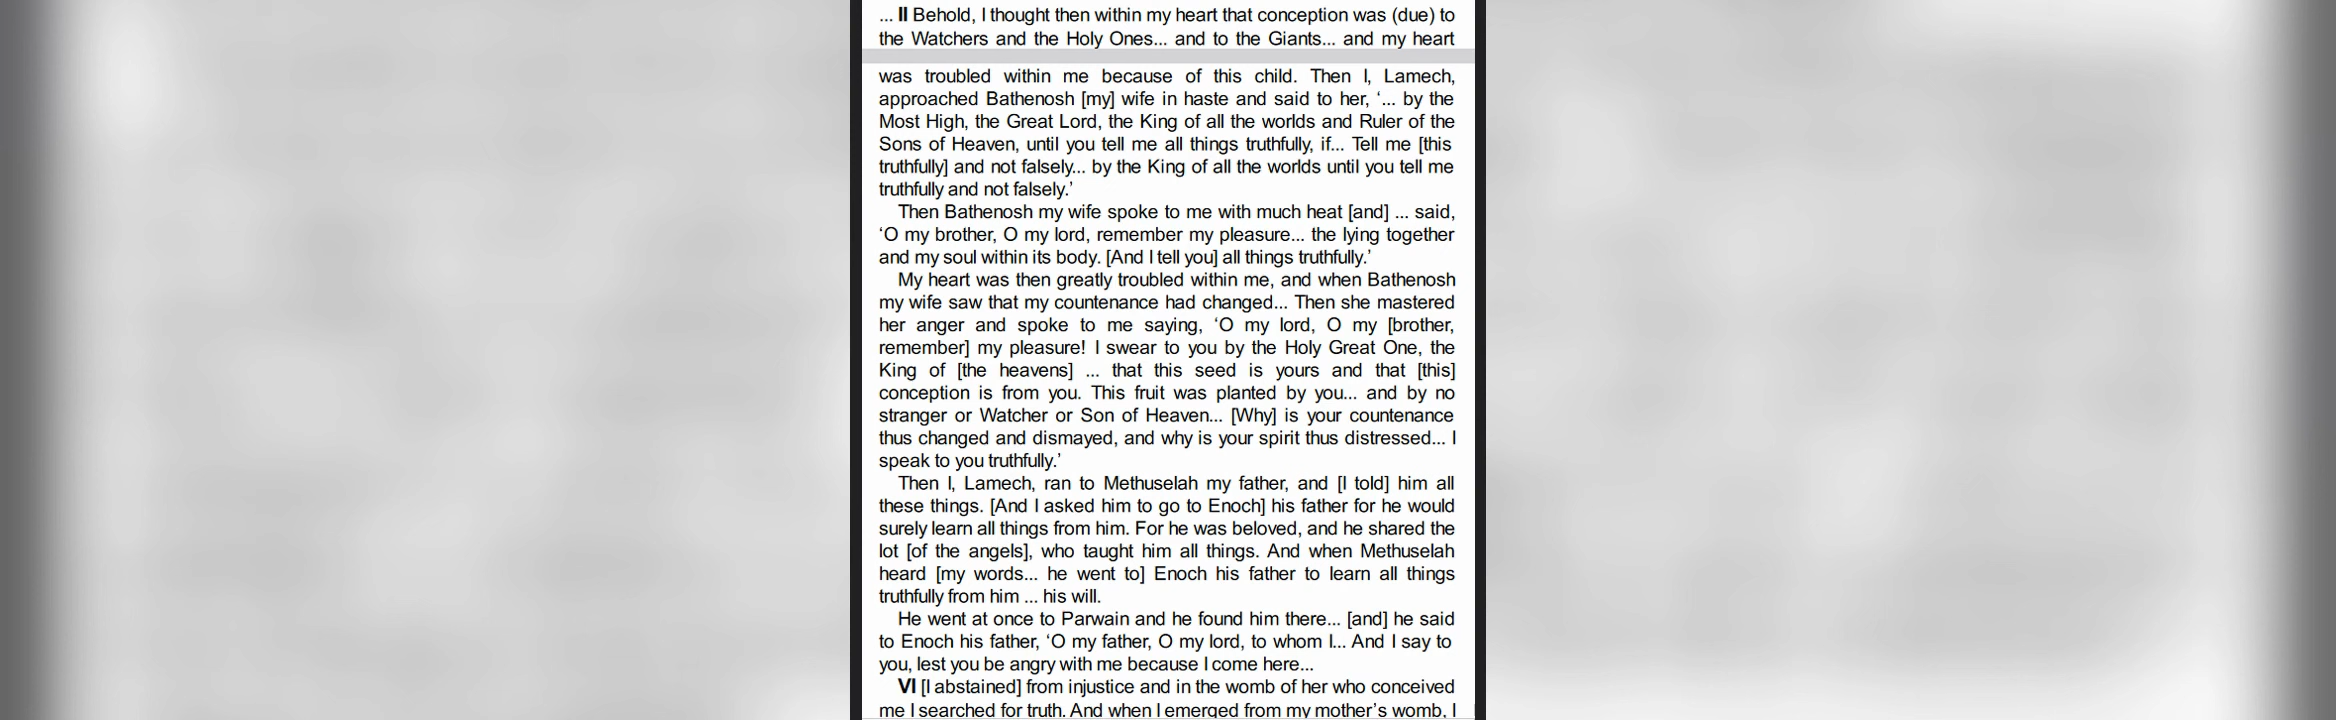 ... II Behold, I thought then within my heart that conception was (due) to
the Watchers and the Holy Ones... and to the Giants... and my heart
was troubled within me because of this child. Then I, Lamech,
approached Bathenosh [my] wife in haste and said to her, ‘... by the
Most High, the Great Lord, the King of all the worlds and Ruler of the
Sons of Heaven, until you tell me all things truthfully, if... Tell me [this
truthfully] and not falsely... by the King of all the worlds until you tell me
truthfully and not falsely.’
Then Bathenosh my wife spoke to me with much heat [and] ... said,
‘O my brother, O my lord, remember my pleasure... the lying together
and my soul within its body. [And I tell you] all things truthfully.’
My heart was then greatly troubled within me, and when Bathenosh
my wife saw that my countenance had changed... Then she mastered
her anger and spoke to me saying, ‘O my lord, O my [brother,
remember] my pleasure! I swear to you by the Holy Great One, the
King of [the heavens] ... that this seed is yours and that [this]
conception is from you. This fruit was planted by you... and by no
stranger or Watcher or Son of Heaven... [Why] is your countenance
thus changed and dismayed, and why is your spirit thus distressed... I
speak to you truthfully.’
Then I, Lamech, ran to Methuselah my father, and [I told] him all
these things. [And I asked him to go to Enoch] his father for he would
surely learn all things from him. For he was beloved, and he shared the
lot [of the angels], who taught him all things. And when Methuselah
heard [my words... he went to] Enoch his father to learn all things
truthfully from him ... his will.
He went at once to Parwain and he found him there... [and] he said
to Enoch his father, ‘O my father, O my lord, to whom I... And I say to
you, lest you be angry with me because I come here...
VI [I abstained] from injustice and in the womb of her who conceived
me I searched for truth. And when I emerged from my mother’s womb, I